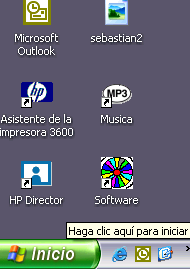 Microsoft
Outlook
sebastian2
hp
MP3
Asistente de la
impresora 3600
Musica
HP Director
Software
Haga clic aquí para iniciar
Inicio